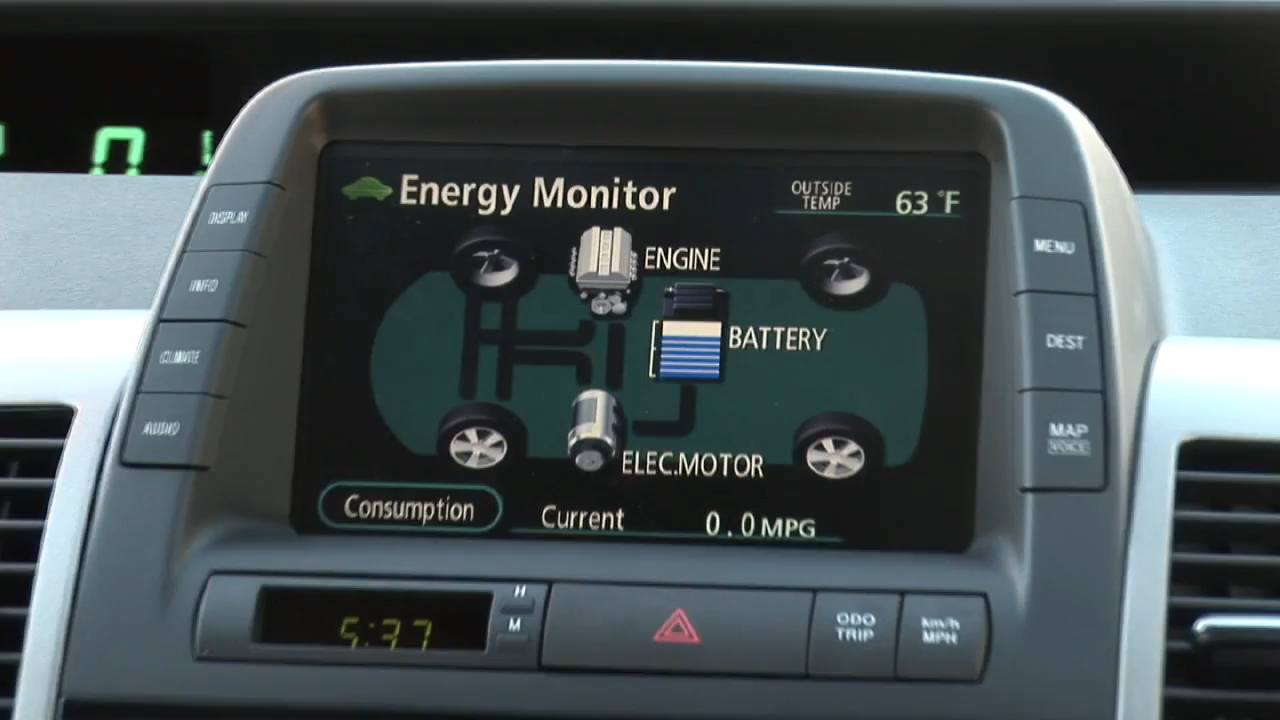 0
DISPLAY
INFO
CLIMATE
AUDIO
Energy Monitor
OUTSIDE
TEMP
63 °F
ENGINE
BATTERY
ELEC.MOTOR
Consumption
Current
0.0 MPG
MENU
DEST
MAP
VOICE
5:37
H
M
ODO
TRIP
km/h
MPH